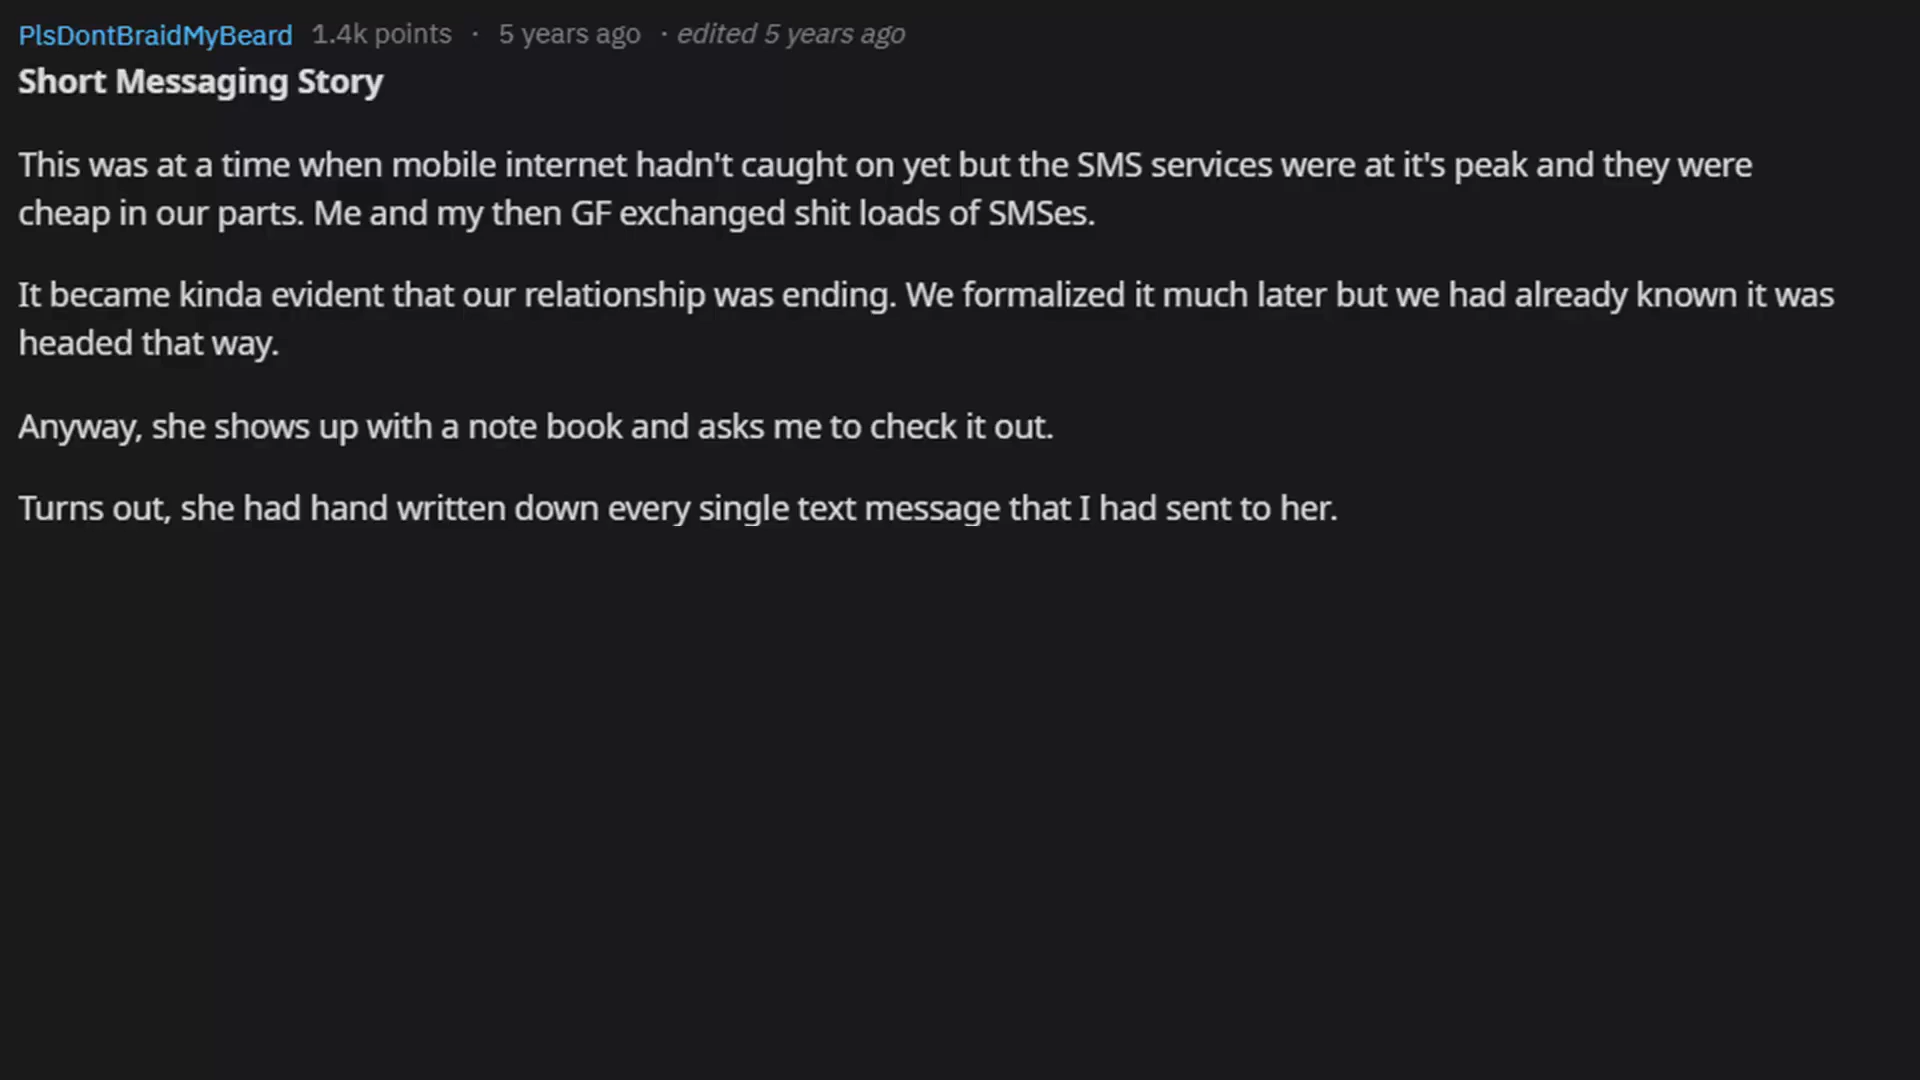 PlsDontBraidMyBeard 1.4k points · 5 years ago · edited 5 years ago
Short Messaging Story
This was at a time when mobile internet hadn't caught on yet but the SMS services were at it's peak and they were
cheap in our parts. Me and my then GF exchanged shit loads of SMSes.
It became kinda evident that our relationship was ending. We formalized it much later but we had already known it was
headed that way.
Anyway, she shows up with a note book and asks me to check it out.
Turns out, she had hand written down every single text message that I had sent to her.